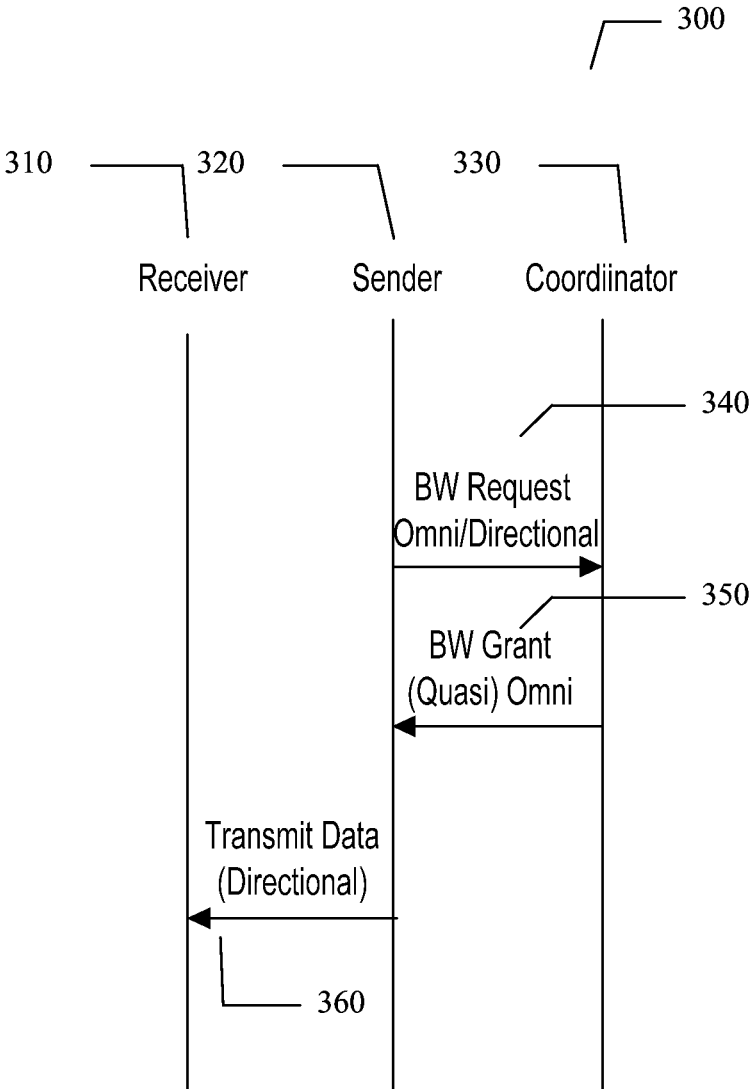 300
310
320
330
Receiver
Sender
Coordiinator
340
BW Request
Omni/Directional
350
BW Grant
(Quasi) Omni
Transmit Data
(Directional)
360